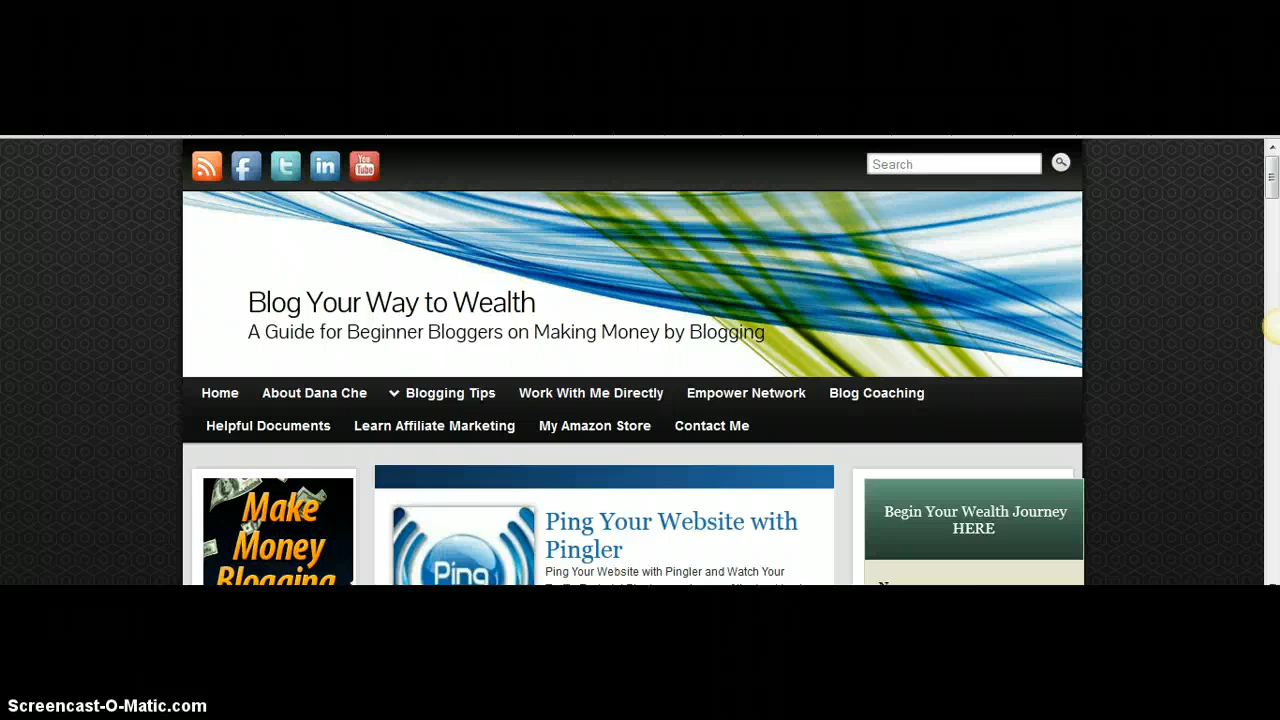 You
Tube
Search
Blog Your Way to Wealth
A Guide for Beginner Bloggers on Making Money by Blogging
Home About Dana Che Blogging Tips Work With Me Directly Empower Network Blog Coaching
Helpful Documents Learn Affiliate Marketing My Amazon Store Contact Me
Make
Money
Blogging
Ping
Ping Your Website with
Pingler
Ping Your Website with Pingler and Watch Your
Begin Your Wealth Journey
HERE
Screencast-O-Matic.com